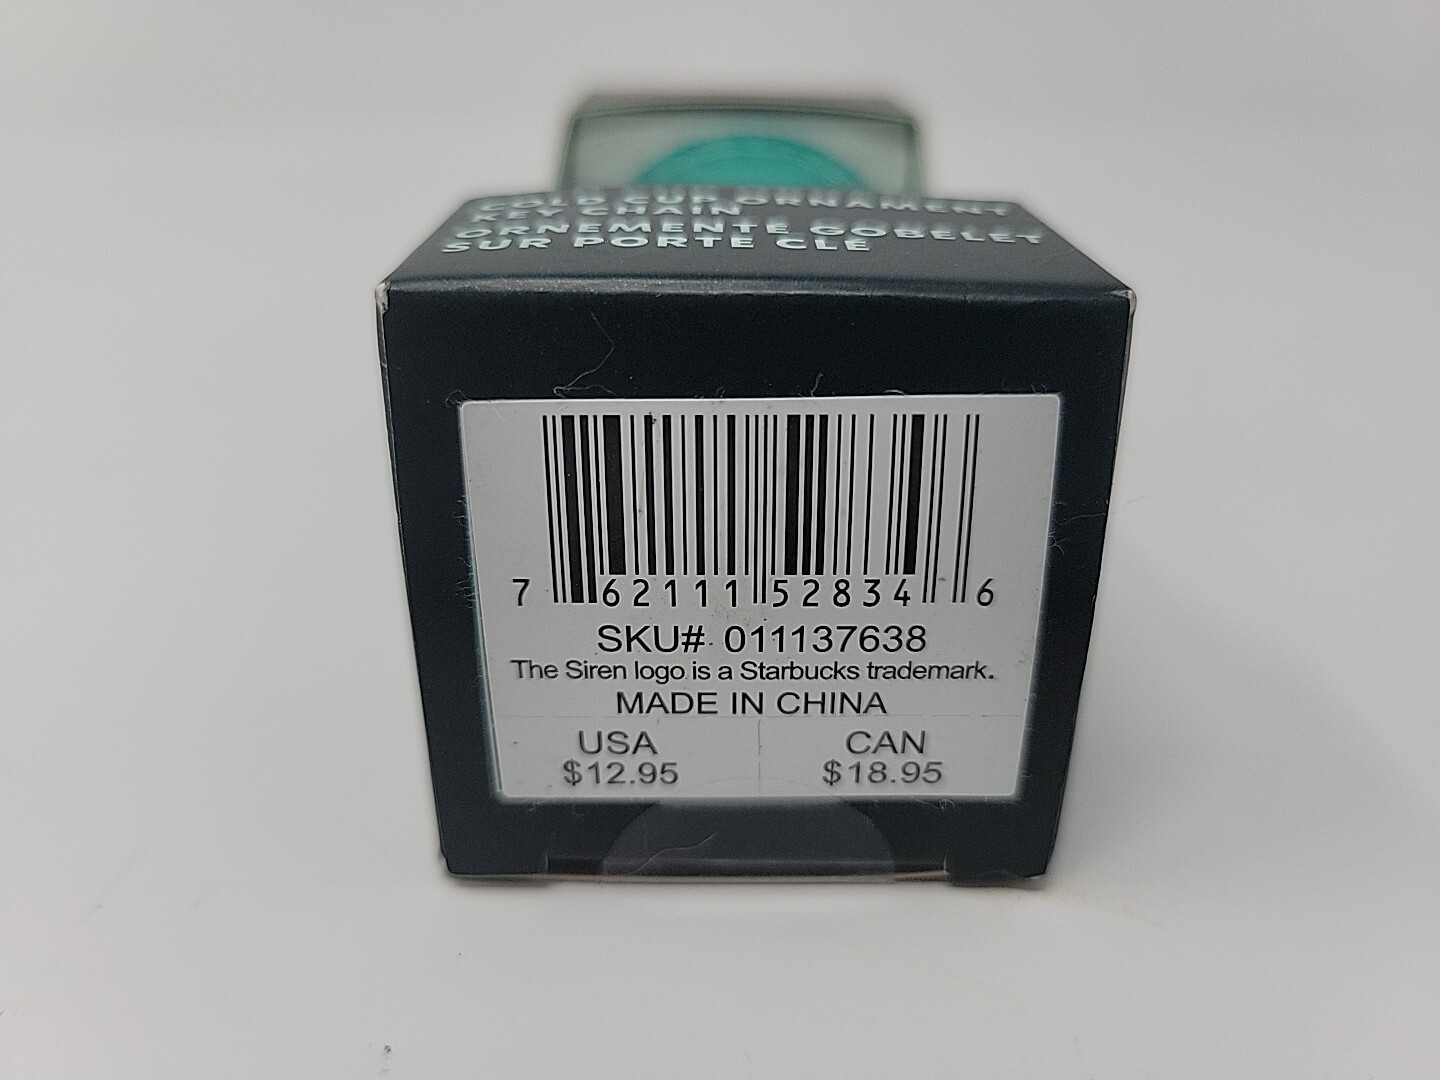 COLD CUP ORNAMENT
KEY CHAIN
ORNEMENTE GOBELET
SUR PORTE CLÉ
7 62111 52834 6
SKU# 011137638
The Siren logo is a Starbucks trademark.
MADE IN CHINA
USA CAN
$12.95 $18.95